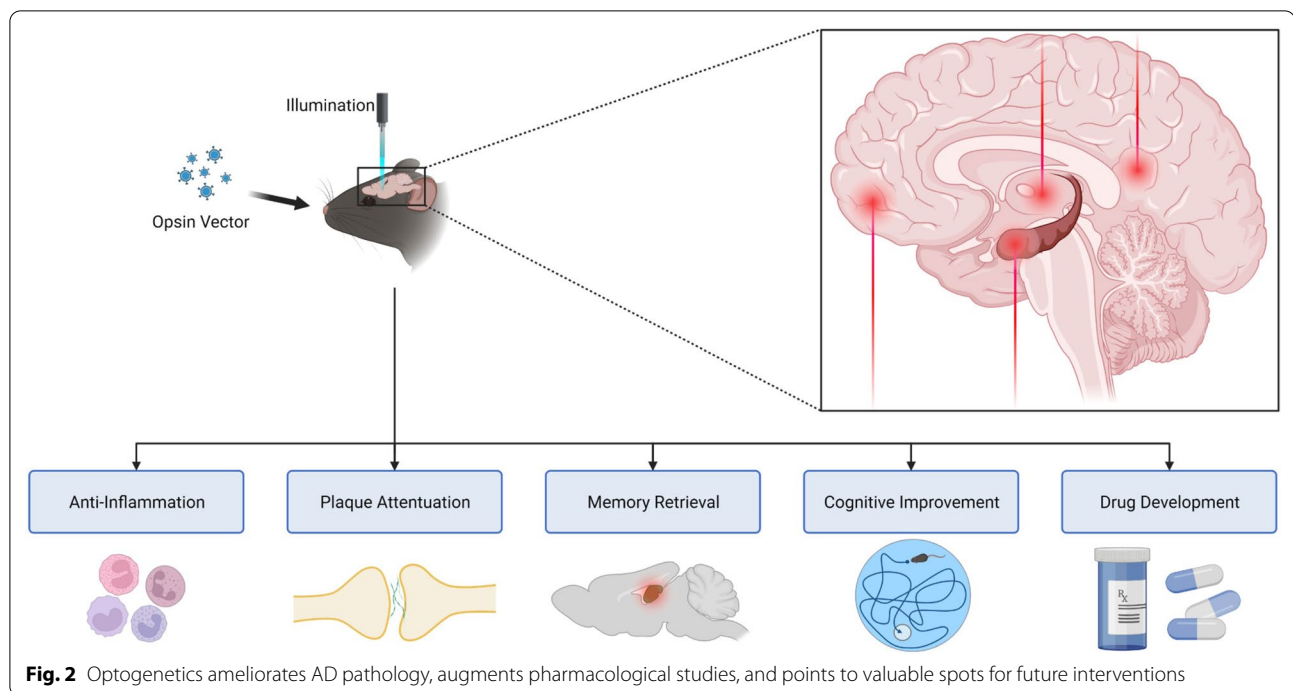 Illumination
Opsin Vector
Anti-Inflammation
Plaque Attentuation
Memory Retrieval
Cognitive Improvement
Drug Development
Rx
Fig. 2 Optogenetics ameliorates AD pathology, augments pharmacological studies, and points to valuable spots for future interventions